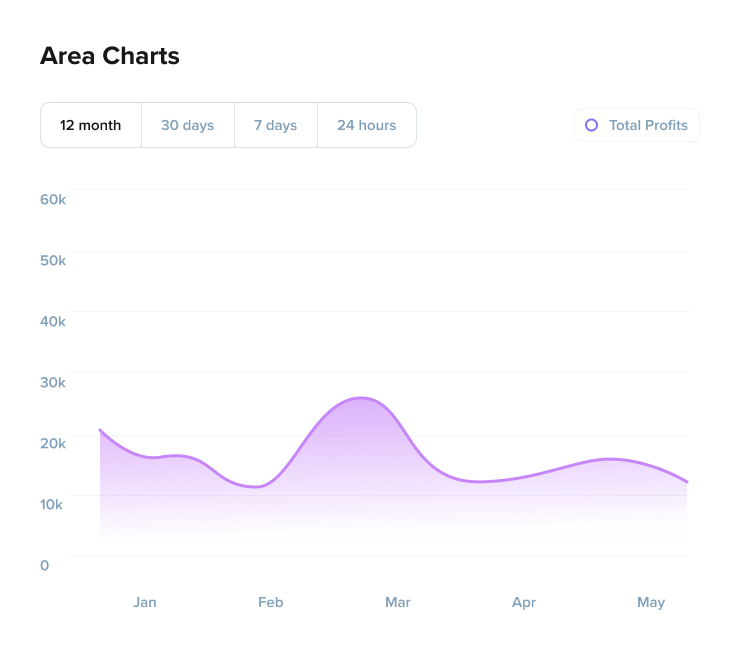 Area Charts
12 month 30 days 7 days 24 hours Total Profits
60k
50k
40k
30k
20k
10k
0
Jan Feb Mar Apr May